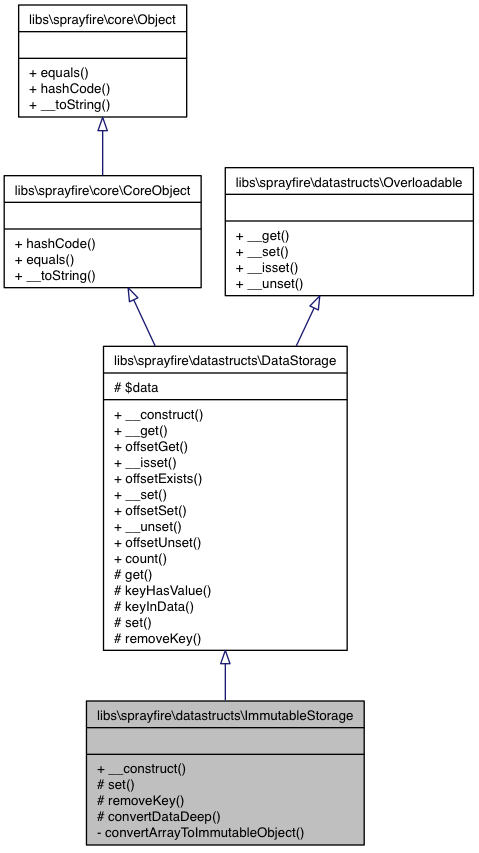 libs\sprayfire\core\Object
+ equals()
+ hashCode()
+ __toString()
libs\sprayfire\core\CoreObject
+ hashCode()
+ equals()
+ __toString()
libs\sprayfire\datastructs\Overloadable
+ __get()
+ __set()
+ __isset()
+ __unset()
libs\sprayfire\datastructs\DataStorage
# $data
+ __construct()
+ __get()
+ offsetGet()
+ __isset()
+ offsetExists()
+ __set()
+ offsetSet()
+ __unset()
+ offsetUnset()
+ count()
# get()
# keyHasValue()
# keyInData()
# set()
# removeKey()
libs\sprayfire\datastructs\ImmutableStorage
+ __construct()
# set()
# removeKey()
# convertDataDeep()
- convertArrayToImmutableObject()